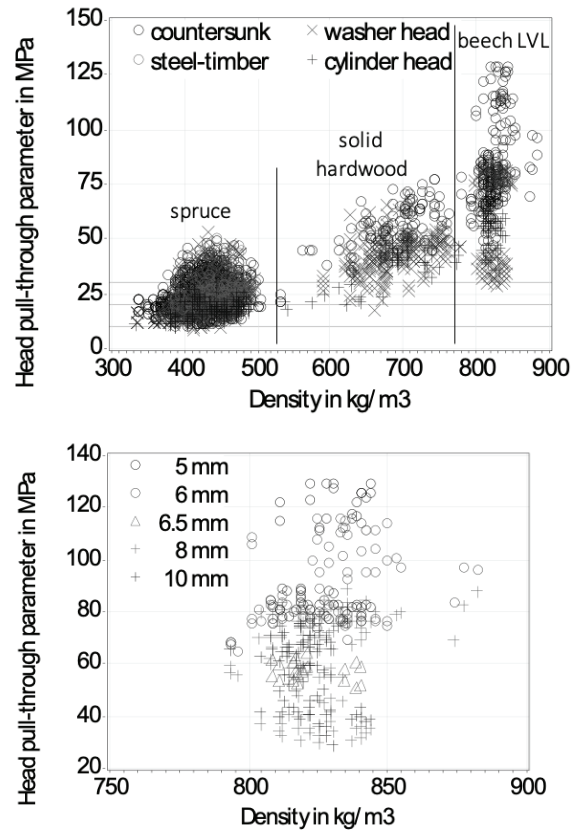 150
125
100
75
50
25
0
Head pull-through parameter in MPa
countersunk
washer head
steel-timber
cylinder head
beech LVL
solid
hardwood
spruce
300 400 500 600 700 800 900
Density in kg/ m3
140
120
100
80
60
40
20
Head pull-through parameter in MPa
5 mm
6 mm
6.5 mm
8 mm
10 mm
750 800 850 900
Density in kg/ m3